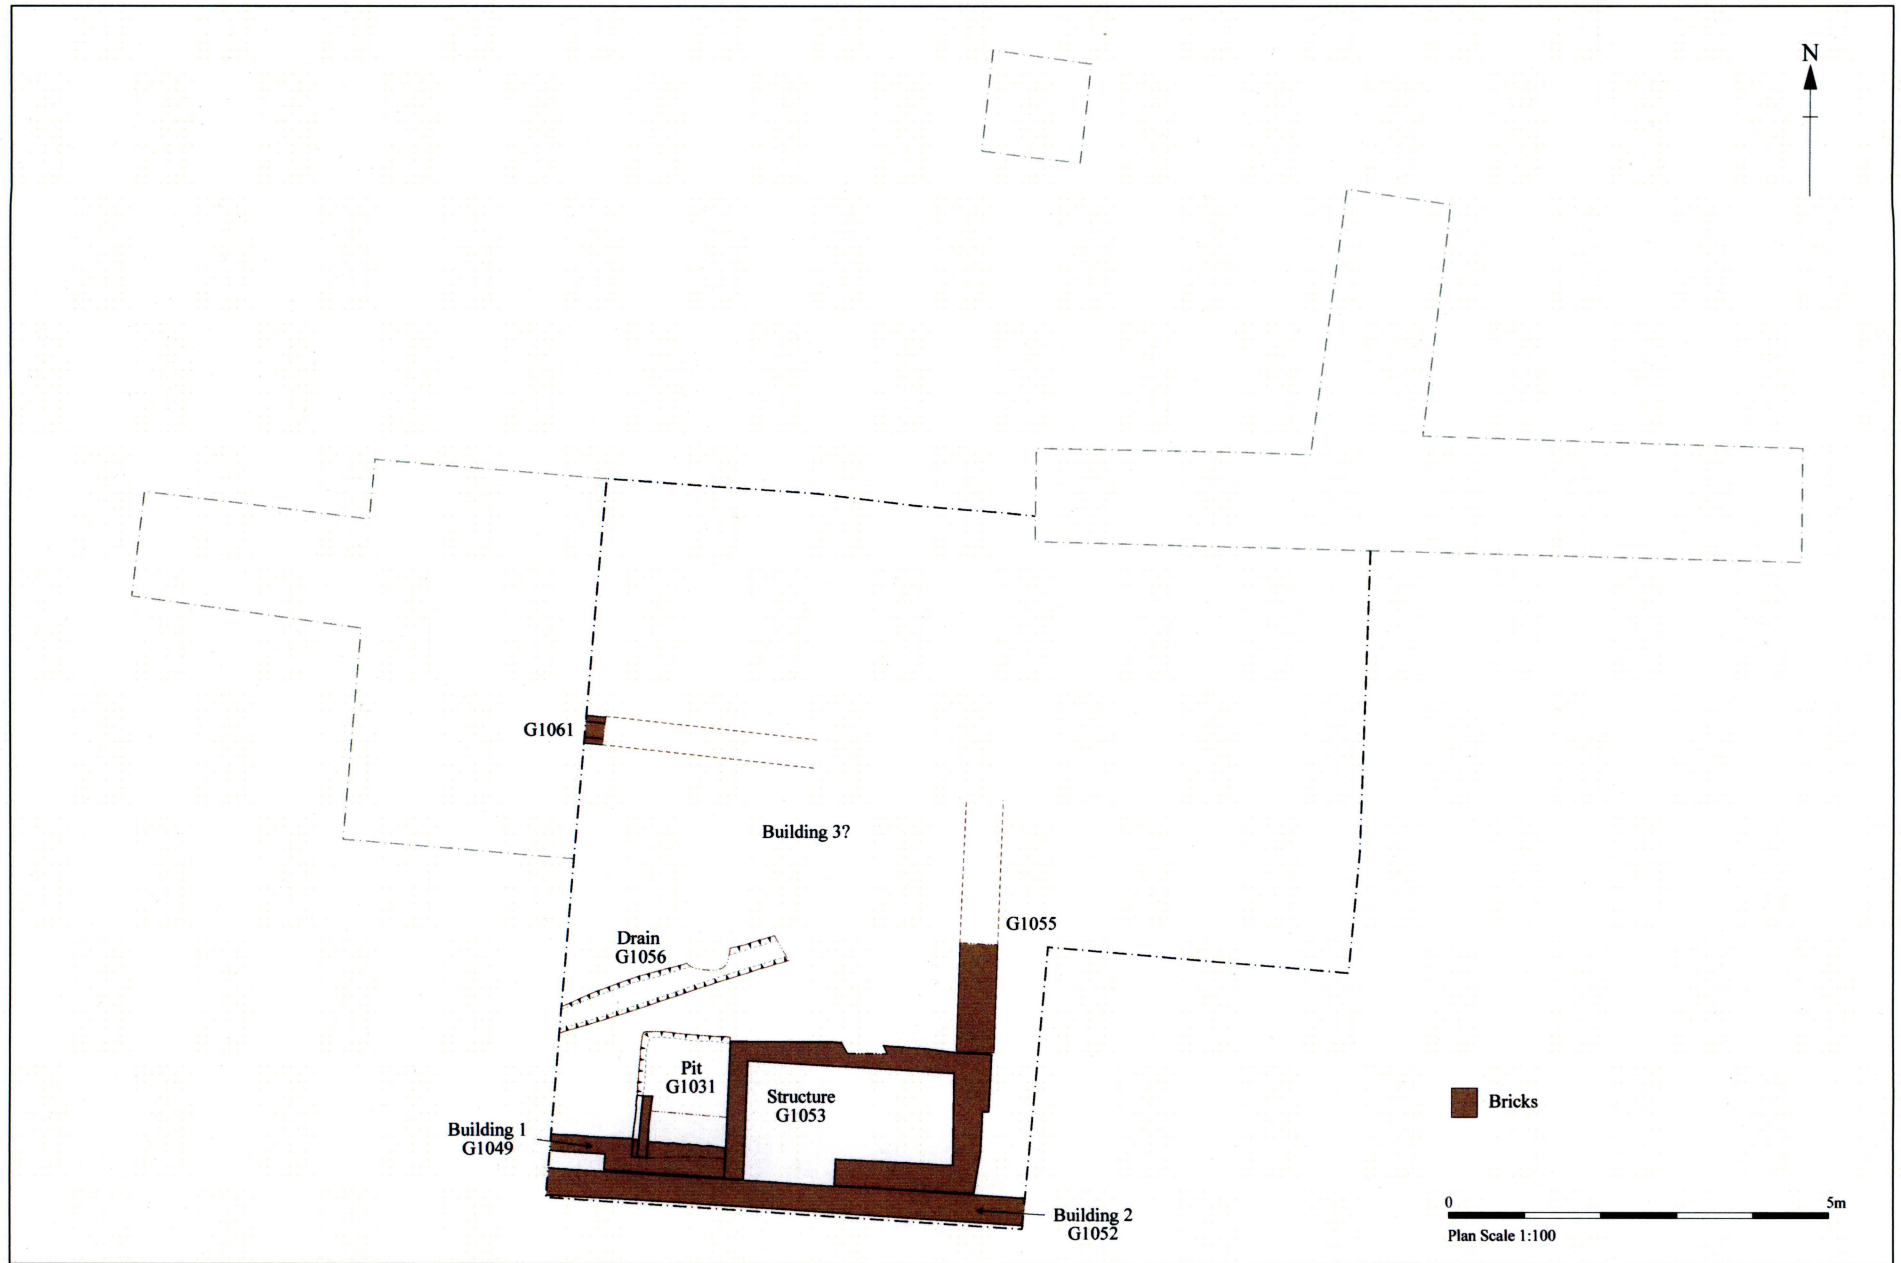 N
G1061
Building 3?
G1055
Drain
G1056
Pit
G1031
Structure
G1053
Bricks
Building 1
G1049
0 5m
Building 2
G1052
Plan Scale 1:100